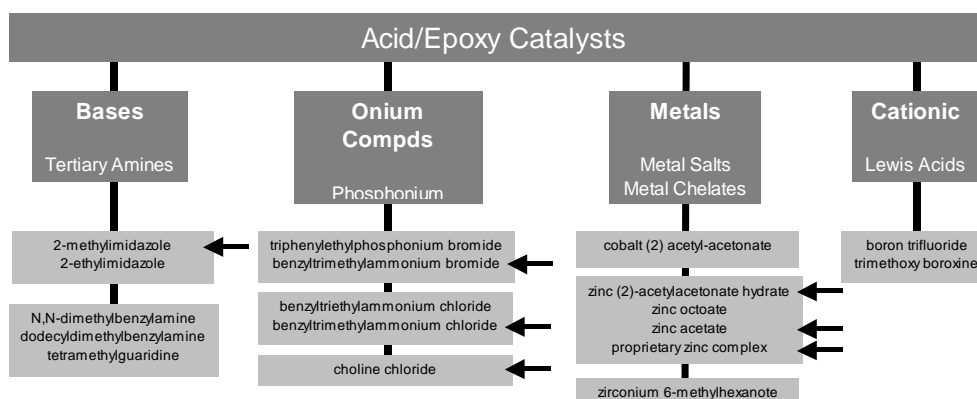 Acid/Epoxy Catalysts
Bases
Tertiary Amines
2-methylimidazole
2-ethylimidazole
N,N-dimethylbenzylamine
dodecyldimethylbenzylamine
tetramethylguaridine
Onium
Compds
Phosphonium
triphenylethylphosphonium bromide
benzyltrimethylammonium bromide
benzyltriethylammonium chloride
benzyltrimethylammonium chloride
choline chloride
Metals
Metal Salts
Metal Chelates
cobalt (2) acetyl-acetonate
zinc (2)-acetylacetonate hydrate
zinc octoate
zinc acetate
proprietary zinc complex
zirconium 6-methylhexanote
Cationic
Lewis Acids
boron trifluoride
trimethoxy boroxine